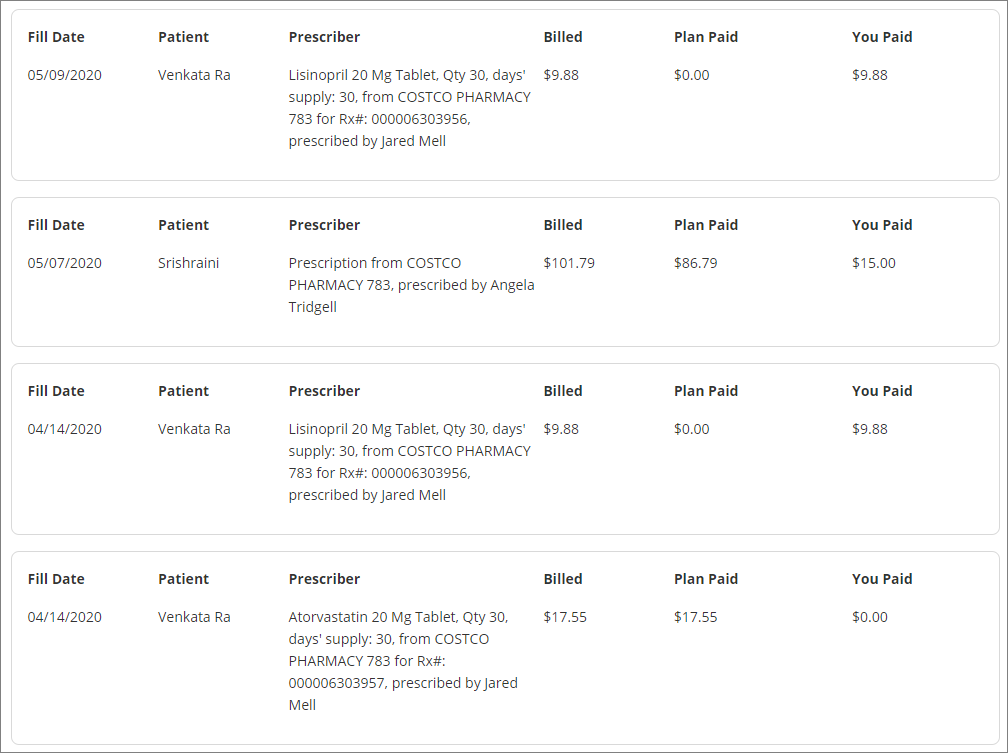 Fill Date Patient Prescriber Billed Plan Paid You Paid
05/09/2020 Venkata Ra Lisinopril 20 Mg Tablet, Qty 30, days' $9.88 $0.00 $9.88
supply: 30, from COSTCO PHARMACY
783 for Rx#: 000006303956,
prescribed by Jared Mell
Fill Date Patient Prescriber Billed Plan Paid You Paid
05/07/2020 Srishraini Prescription from COSTCO $101.79 $86.79 $15.00
PHARMACY 783, prescribed by Angela
Tridgell
Fill Date Patient Prescriber Billed Plan Paid You Paid
04/14/2020 Venkata Ra Lisinopril 20 Mg Tablet, Qty 30, days' $9.88 $0.00 $9.88
supply: 30, from COSTCO PHARMACY
783 for Rx#: 000006303956,
prescribed by Jared Mell
Fill Date Patient Prescriber Billed Plan Paid You Paid
04/14/2020 Venkata Ra Atorvastatin 20 Mg Tablet, Qty 30, $17.55 $17.55 $0.00
days' supply: 30, from COSTCO
PHARMACY 783 for Rx#:
000006303957, prescribed by Jared
Mell